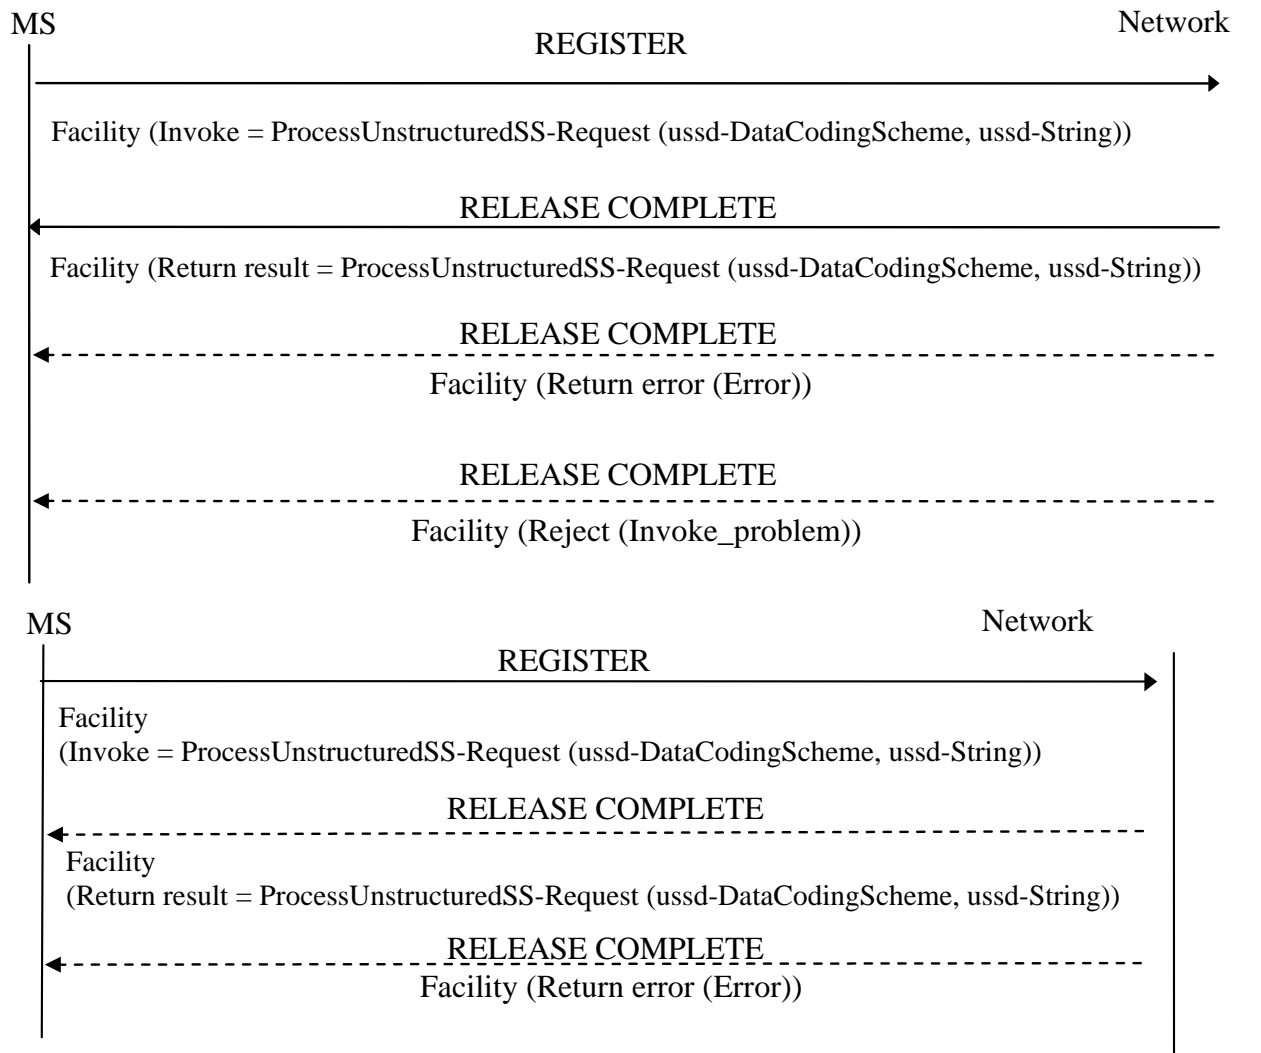 MS
Network
REGISTER
Facility (Invoke = ProcessUnstructuredSS-Request (ussd-DataCodingScheme, ussd-String))
RELEASE COMPLETE
Facility (Return result = ProcessUnstructuredSS-Request (ussd-DataCodingScheme, ussd-String))
RELEASE COMPLETE
Facility (Return error (Error))
RELEASE COMPLETE
Facility (Reject (Invoke_problem))
MS
Network
REGISTER
Facility
(Invoke = ProcessUnstructuredSS-Request (ussd-DataCodingScheme, ussd-String))
RELEASE COMPLETE
Facility
(Return result = ProcessUnstructuredSS-Request (ussd-DataCodingScheme, ussd-String))
RELEASE COMPLETE
Facility (Return error (Error))